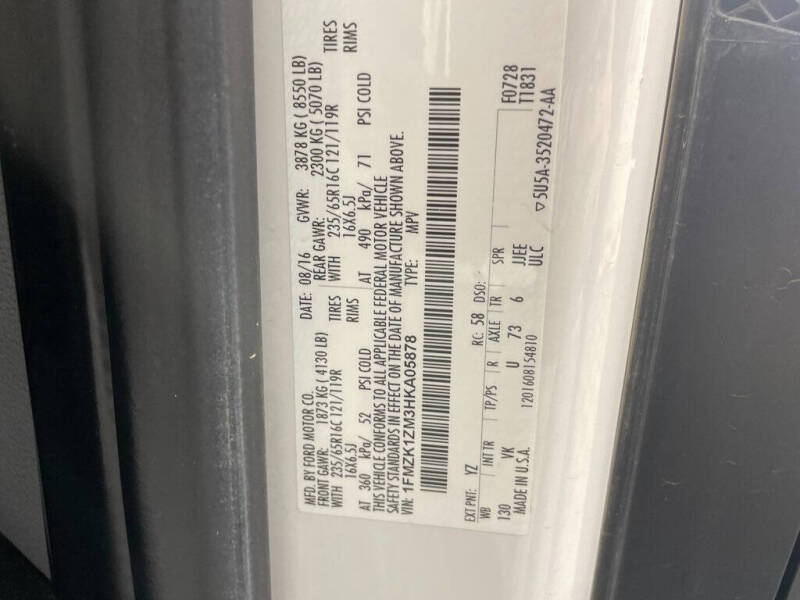 MFD. BY FORD MOTOR CO. DATE: 08/16 GVWR: 3878 KG ( 8550 LB)
FRONT GAWR: 1873 KG ( 4130 LB) REAR GAWR: 2300 KG ( 5070 LB)
WITH 235/65R16C 121/119R TIRES WITH 235/65R16C 121/119R TIRES
16X6.5J RIMS 16X6.5J RIMS
AT 360 kPa/ 52 PSI COLD AT 490 kPa/ 71 PSI COLD
THIS VEHICLE CONFORMS TO ALL APPLICABLE FEDERAL MOTOR VEHICLE
SAFETY STANDARDS IN EFFECT ON THE DATE OF MANUFACTURE SHOWN ABOVE.
VIN: 1FMZK1ZM3HKA05878 TYPE: MPV
EXT PNT: YZ RC: 58 DSO: F0728
WB INT TR TP/PS R AXLE TR SPR T1831
130 VK U 73 6 JJEE
MADE IN U.S.A. ULC
1201608154810 ▽5U5A-3520472-AA